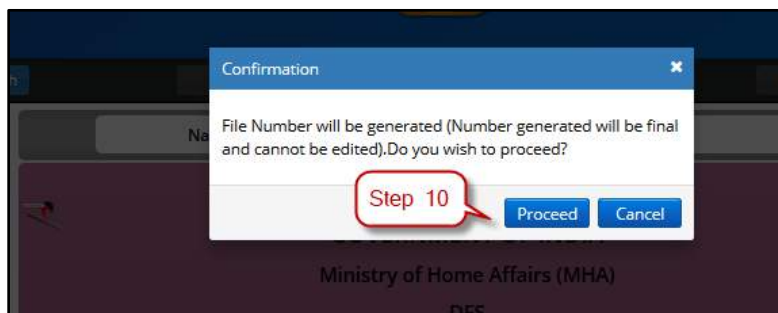 Confirmation
File Number will be generated (Number generated will be final
and cannot be edited).Do you wish to proceed?
Step 10
Proceed Cancel
Ministry of Home Affairs (MHA)